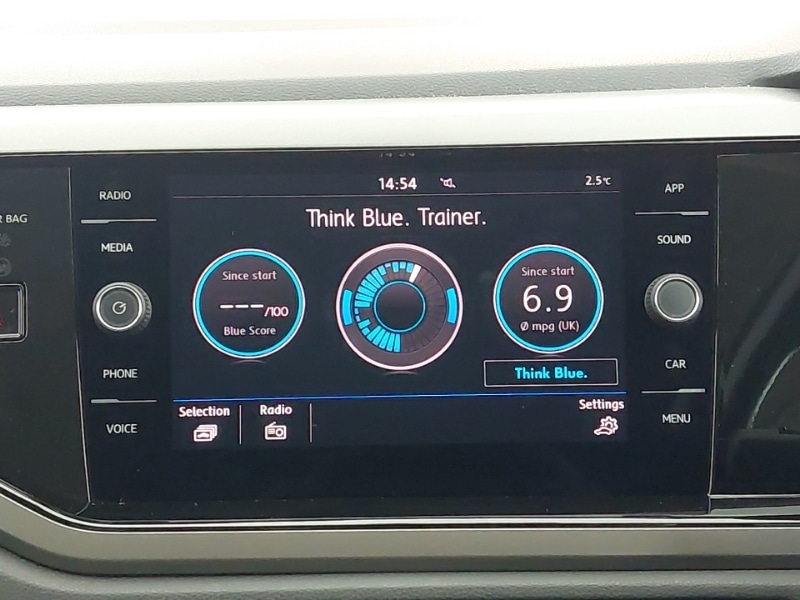 R BAG
RADIO
MEDIA
PHONE
VOICE
14:54
2.5°C
Think Blue. Trainer.
Since start
---/100
Blue Score
Since start
6.9
Ø mpg (UK)
Think Blue.
Selection
Radio
Settings
APP
SOUND
CAR
MENU